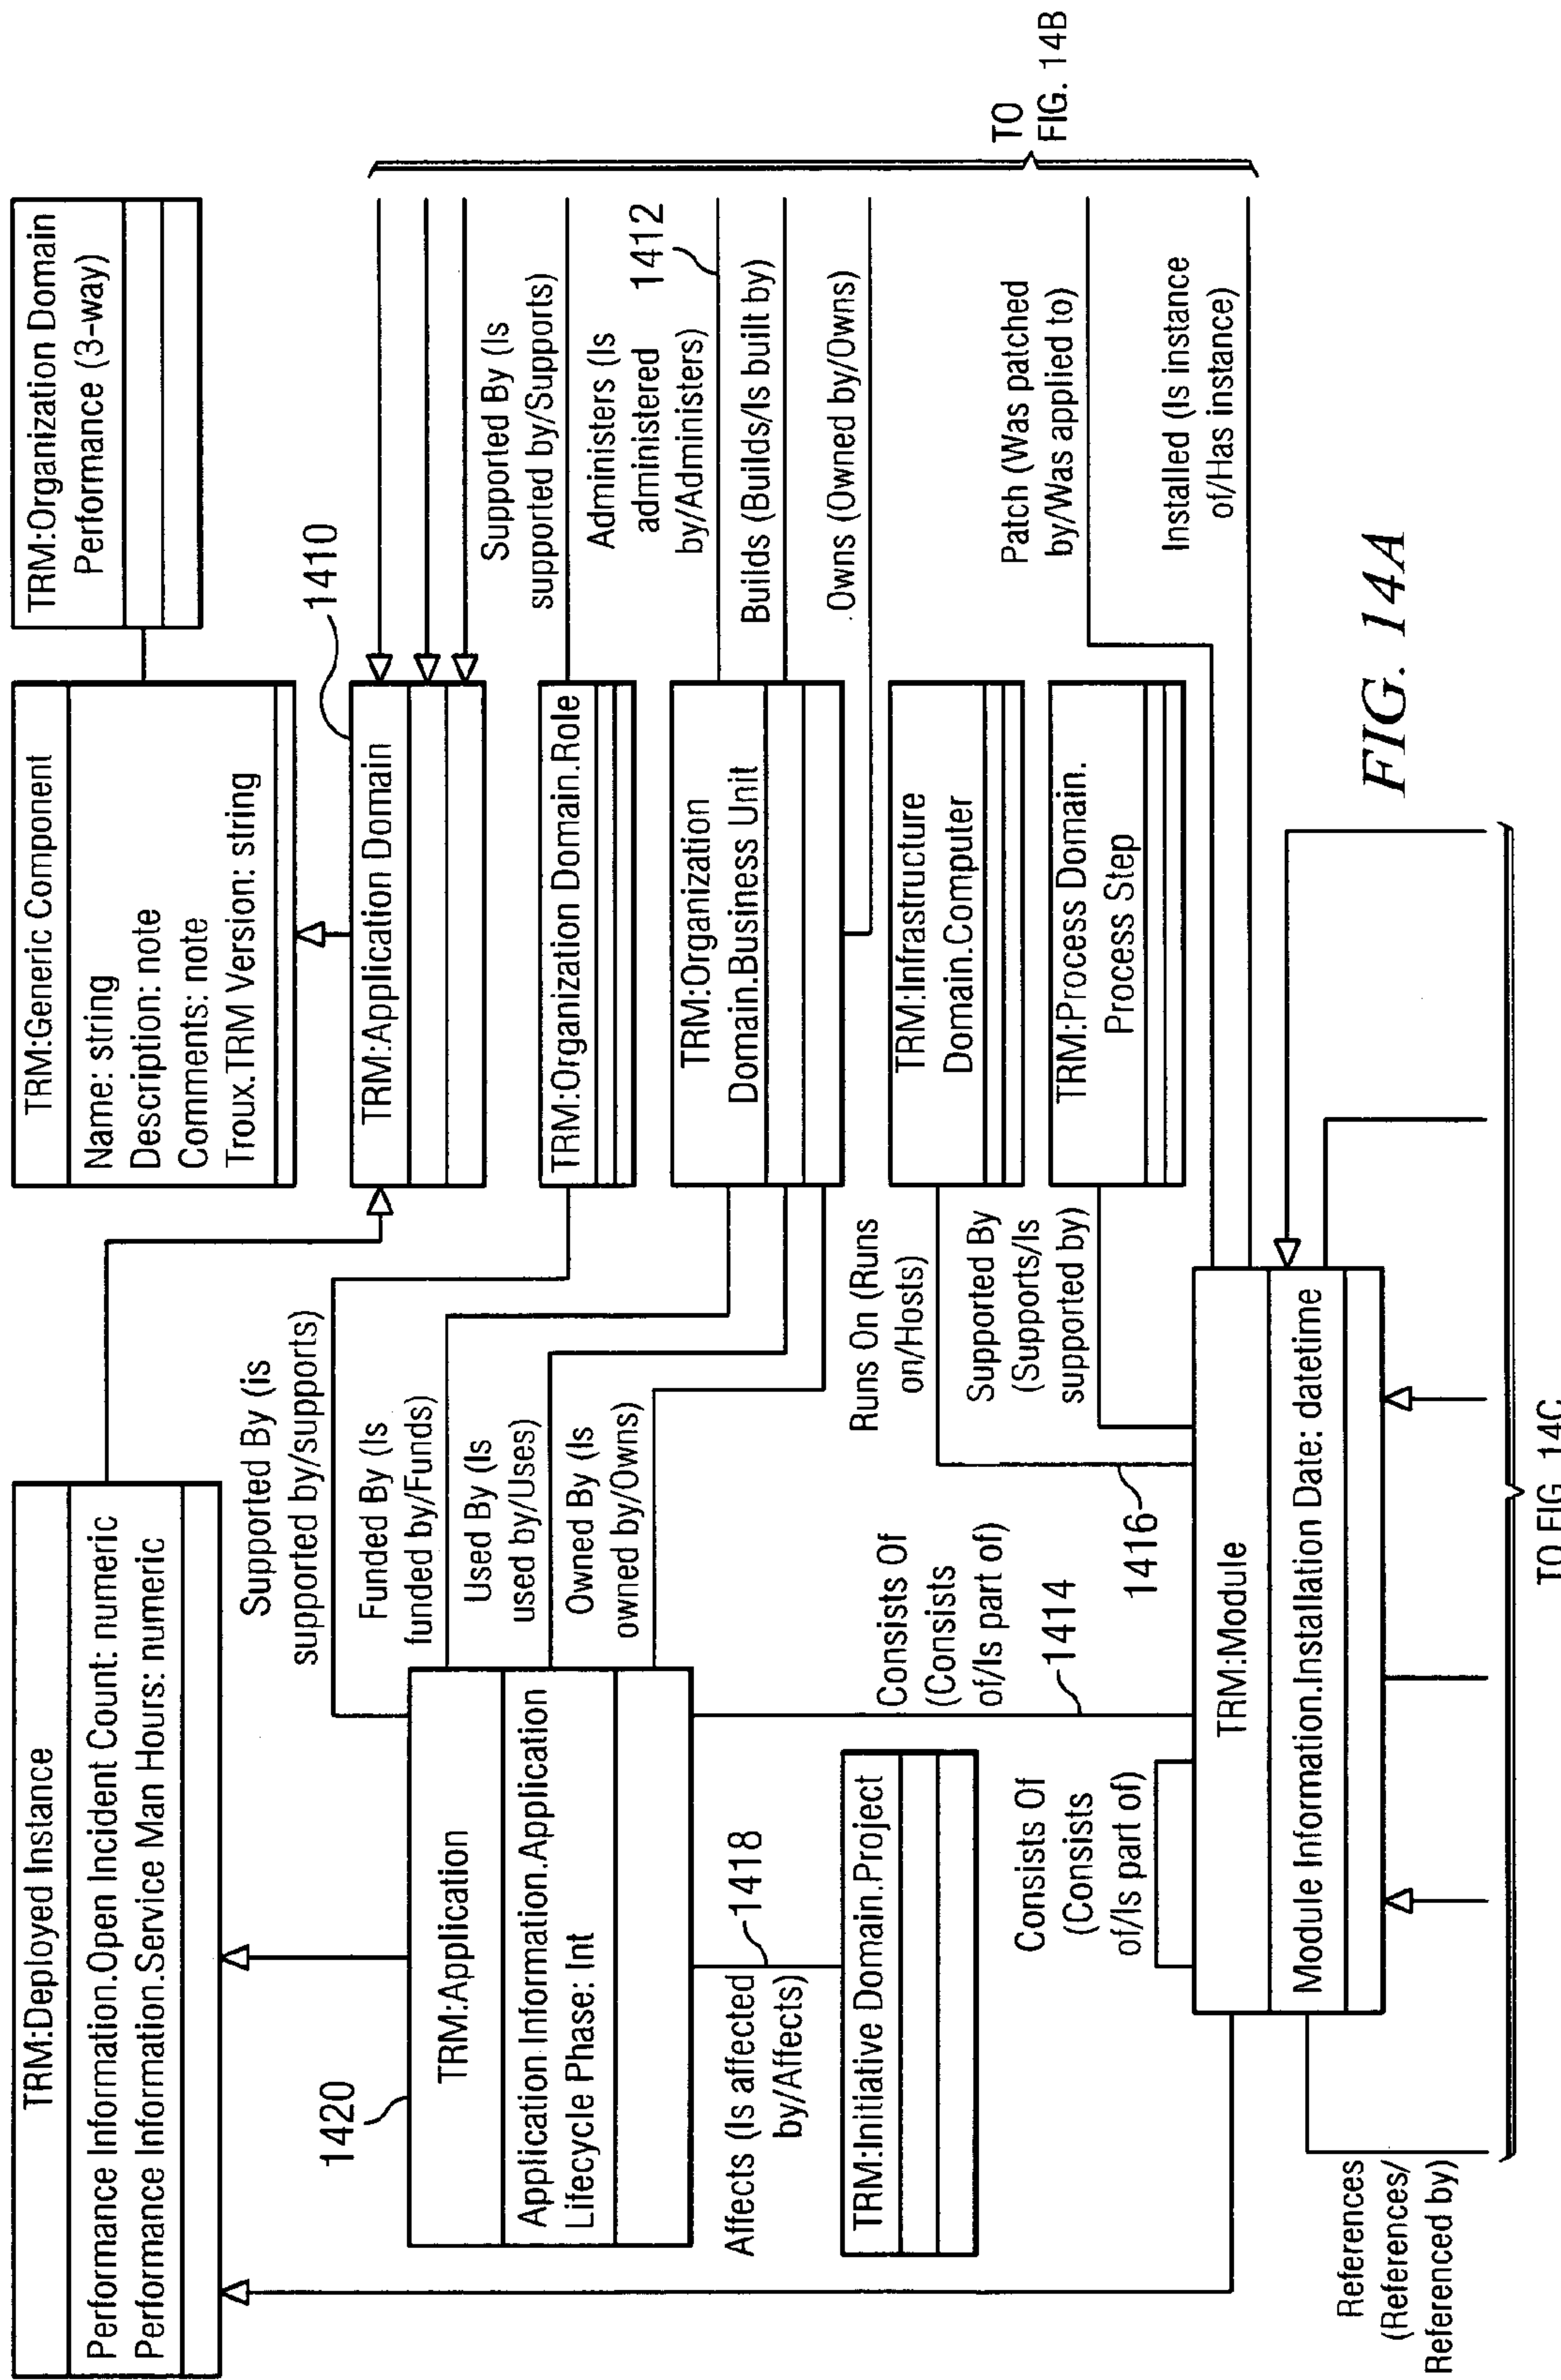 TRM:Deployed Instance
Performance Information.Open Incident Count: numeric
Performance Information.Service Man Hours: numeric
TRM:Generic Component
Name: string
Description: note
Comments: note
Troux.TRM Version: string
TRM:Organization Domain
Performance (3-way)
1410
TRM:Application Domain
Supported By (is
supported by/supports)
TRM:Organization Domain.Role
Supported By (Is
supported by/Supports)
1420
TRM:Application
Application Information.Application
Lifecycle Phase: Int
Funded By (Is
funded by/Funds)
Used By (Is
used by/Uses)
Owned By (Is
owned by/Owns)
TRM:Organization
Domain.Business Unit
Administers (Is
administered
by/Administers)
1412
Builds (Builds/Is built by)
Owns (Owned by/Owns)
Affects (Is affected
by/Affects)
1418
TRM:Initiative Domain.Project
Consists Of
(Consists
of/Is part of)
1414
Runs On (Runs
on/Hosts)
1416
TRM:Infrastructure
Domain.Computer
Supported By
(Supports/Is
supported by)
TRM:Process Domain.
Process Step
Patch (Was patched
by/Was applied to)
Installed (Is instance
of/Has instance)
TO
FIG. 14B
Consists Of
(Consists
of/Is part of)
TRM:Module
Module Information.Installation Date: datetime
References
(References/
Referenced by)
TO FIG. 14C
FIG. 14A